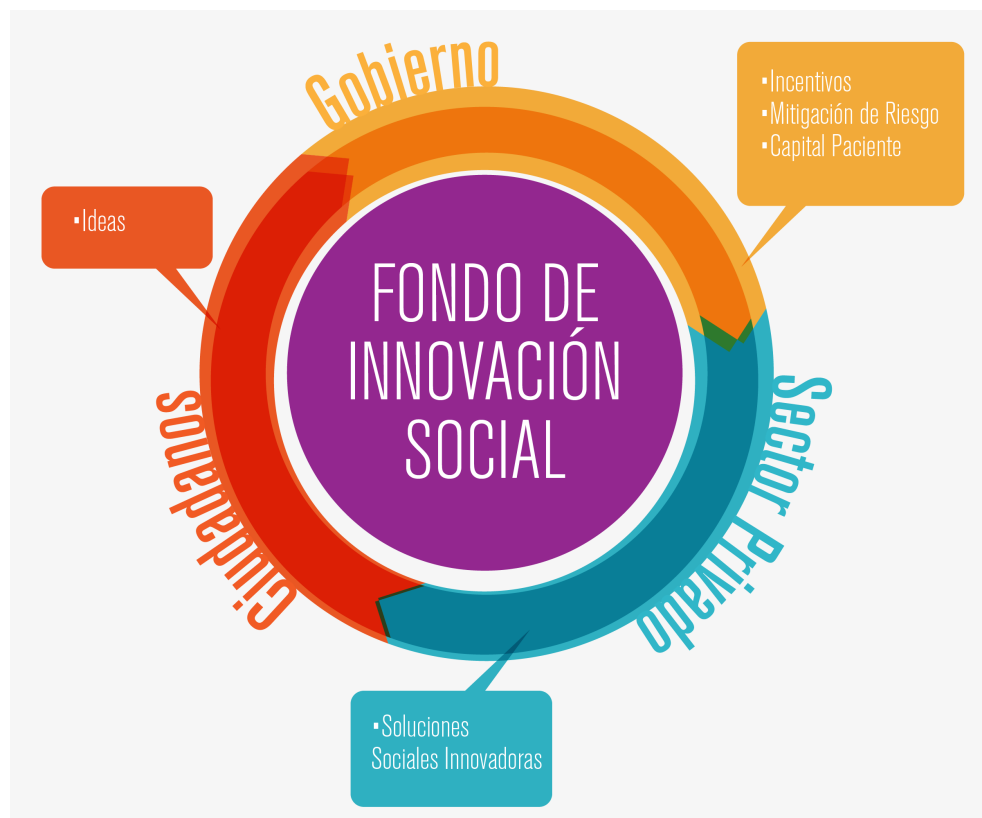 Gobierno
▪Incentivos
▪Mitigación de Riesgo
▪Capital Paciente
▪Ideas
FONDO DE
INNOVACIÓN
SOCIAL
Ciudadanos
Sector Privado
▪Soluciones
Sociales Innovadoras